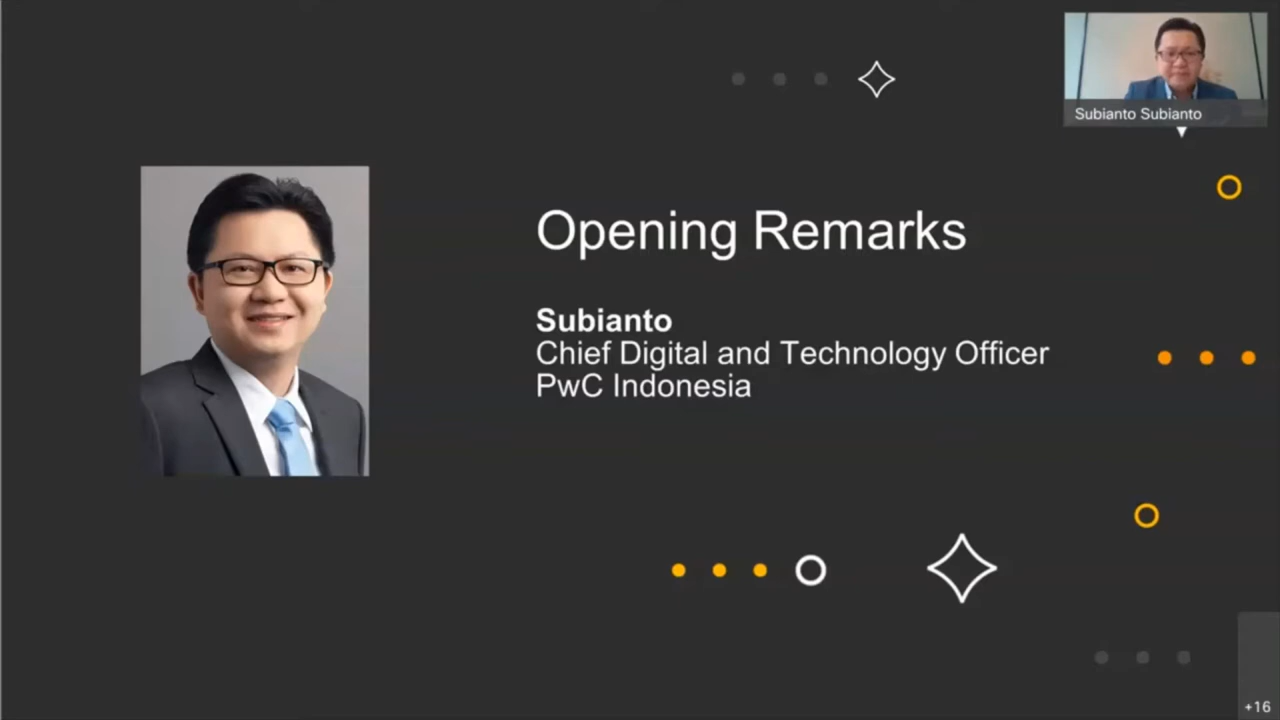 Subianto Subianto
Opening Remarks
Subianto
Chief Digital and Technology Officer
PwC Indonesia
+16